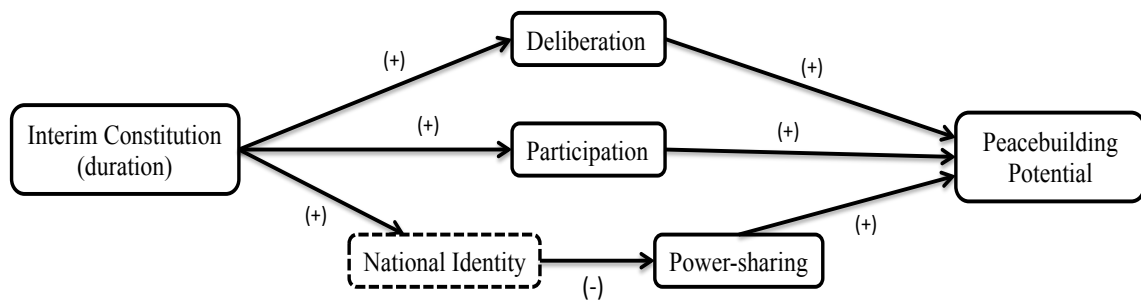 Deliberation
(+)
(+)
Interim Constitution
(duration)
(+)
Participation
(+)
Peacebuilding
Potential
(+)
National Identity
(-)
Power-sharing
(+)